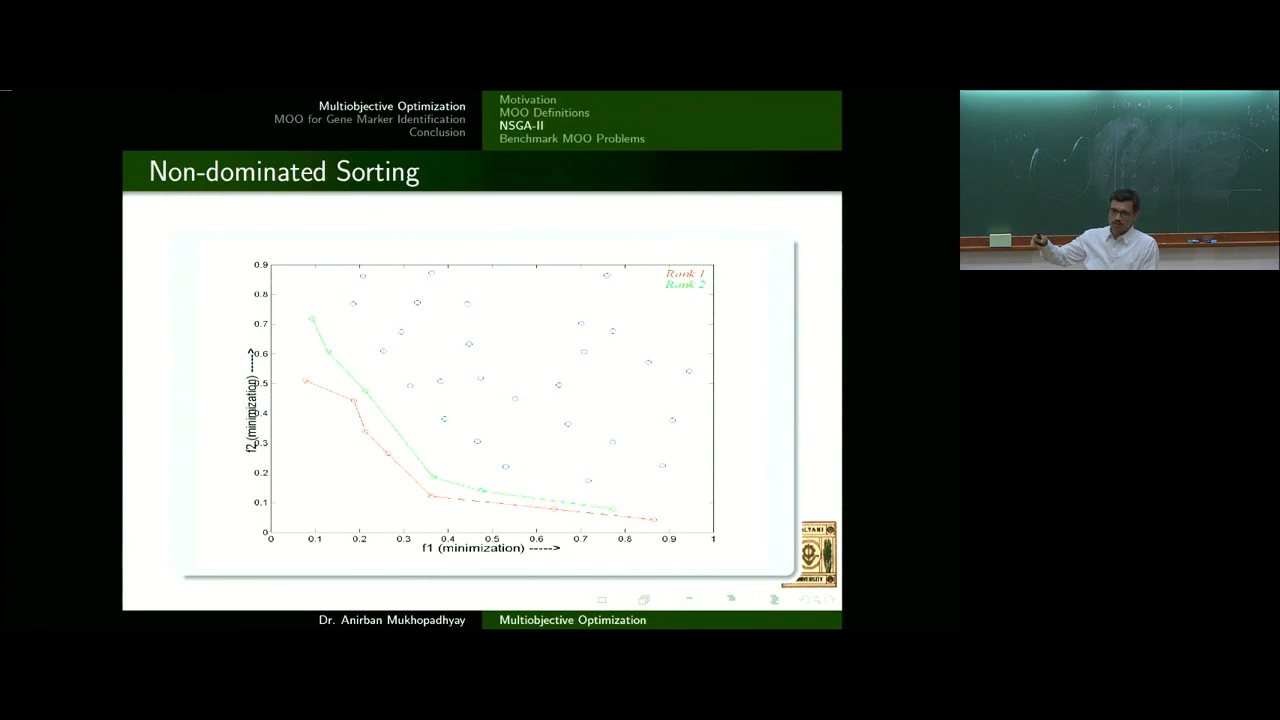 Multiobjective Optimization
MOO for Gene Marker Identification
Conclusion
Motivation
MOO Definitions
NSGA-II
Benchmark MOO Problems
Non-dominated Sorting
Rank 1
Rank 2
0.9
0.8
0.7
0.6
0.5
0.4
0.3
0.2
0.1
0
f2 (minimization) ---->
0 0.1 0.2 0.3 0.4 0.5 0.6 0.7 0.8 0.9 1
f1 (minimization) ----->
Dr. Anirban Mukhopadhyay
Multiobjective Optimization